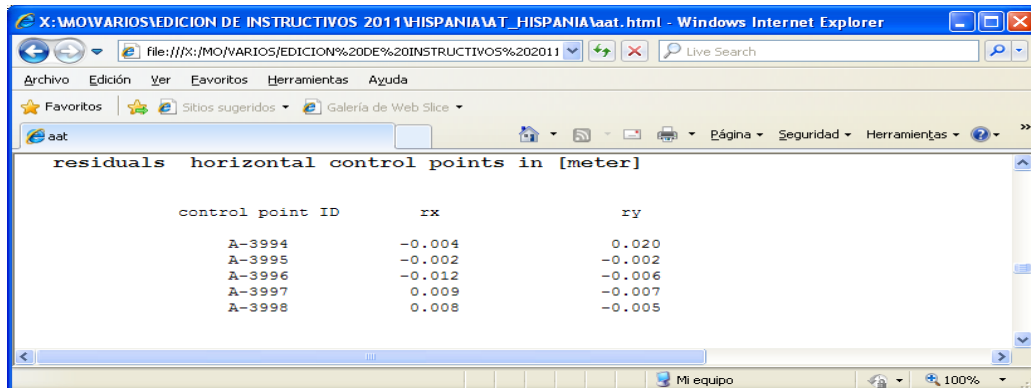 X:\MO\VARIOS\EDICION DE INSTRUCTIVOS 2011\HISPANIA\AT_HISPANIA\aat.html - Windows Internet Explorer
file:///X:/MO/VARIOS/EDICION%20DE%20INSTRUCTIVOS%202011
Live Search
Archivo Edición Ver Favoritos Herramientas Ayuda
Favoritos Sitios sugeridos Galería de Web Slice
aat Página Seguridad Herramientas »
residuals horizontal control points in [meter]
control point ID rx ry
A-3994 -0.004 0.020
A-3995 -0.002 -0.002
A-3996 -0.012 -0.006
A-3997 0.009 -0.007
A-3998 0.008 -0.005
Mi equipo 100%